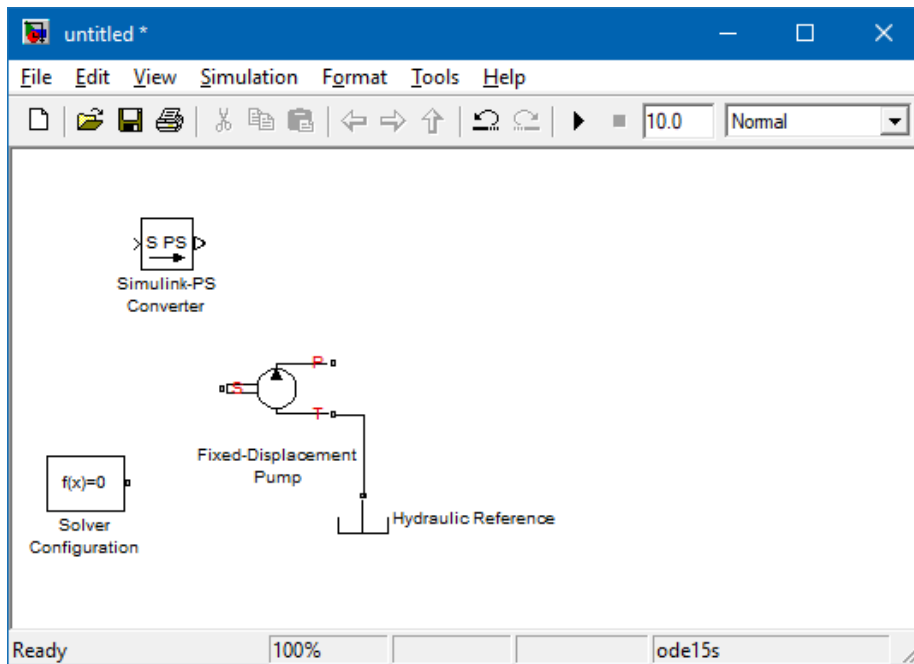 untitled *
File Edit View Simulation Format Tools Help
10.0 Normal
S PS
Simulink-PS
Converter
P
S
T
Fixed-Displacement
Pump
f(x)=0
Hydraulic Reference
Solver
Configuration
Ready 100% ode15s